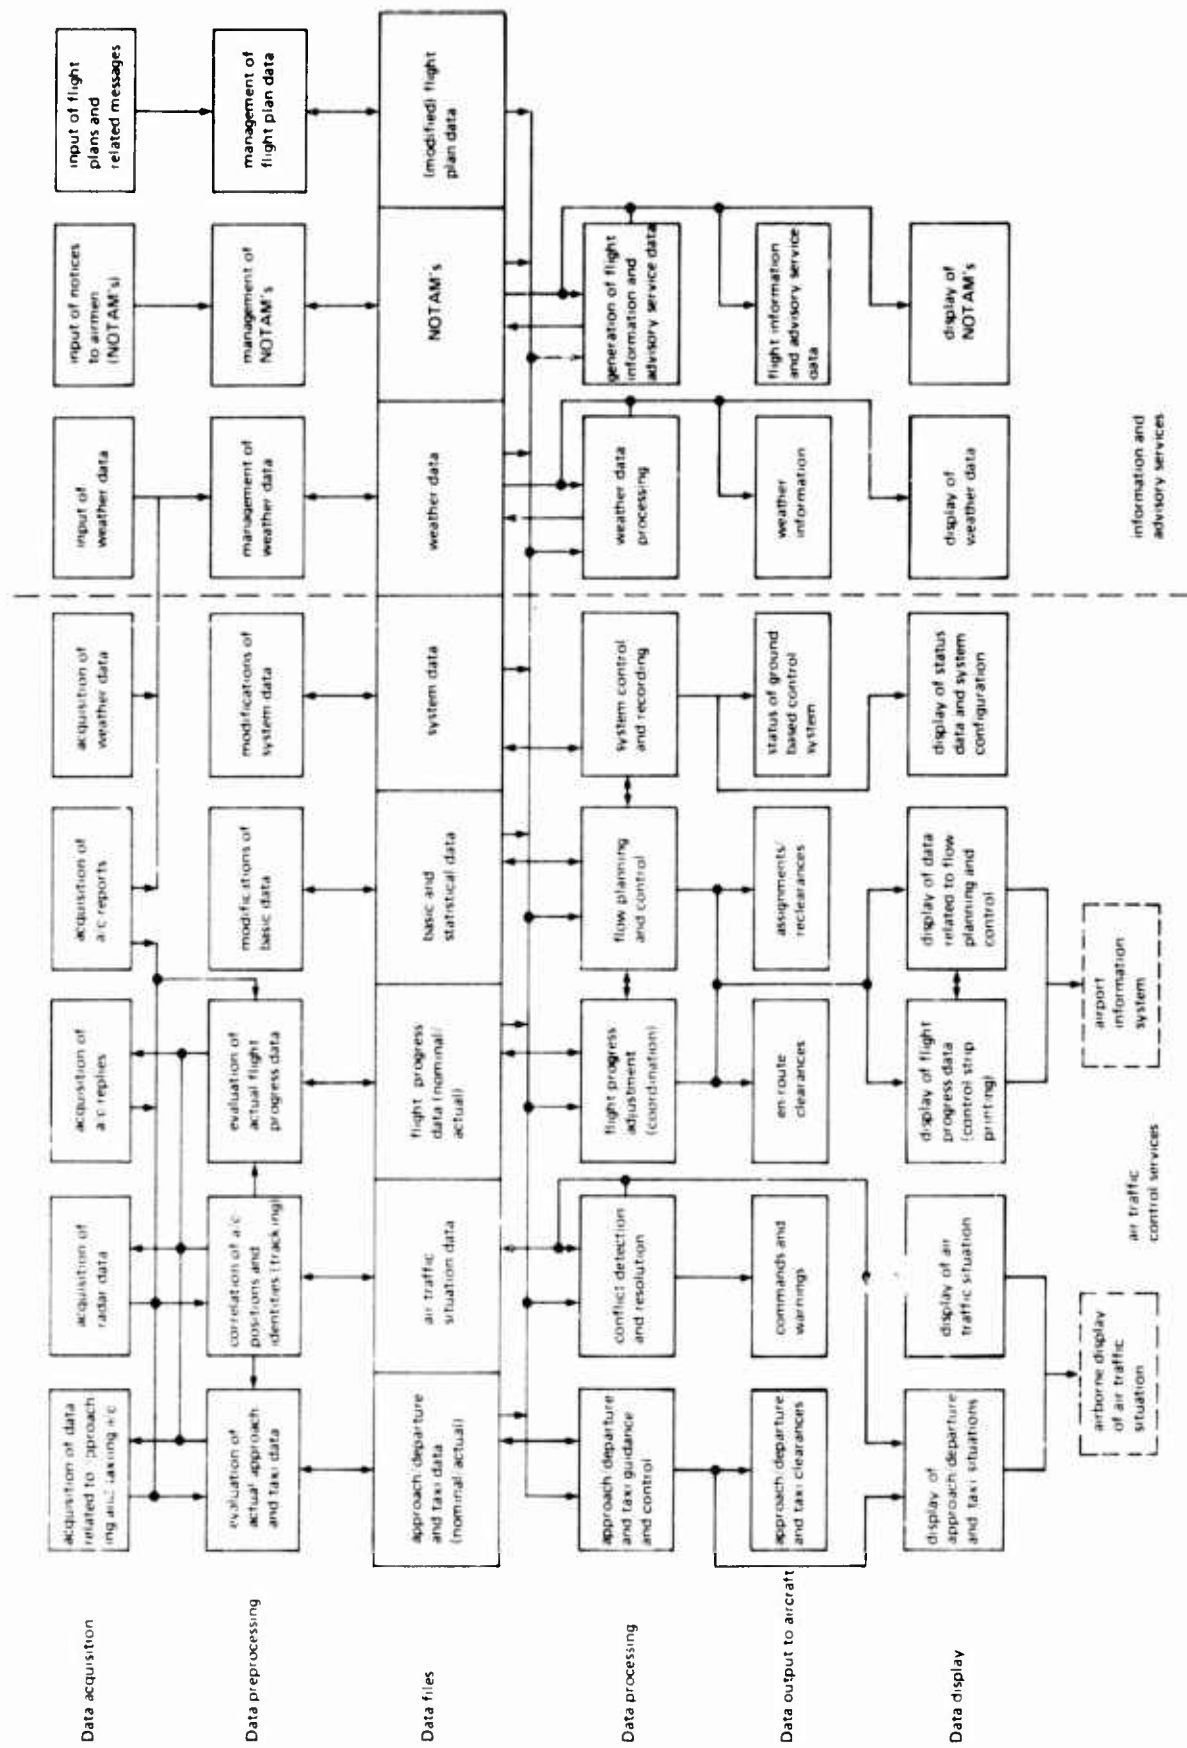 Data acquisition
acquisition of data
related to approach
ing and taxiing a/c
acquisition of
radar data
acquisition of
a/c replies
acquisition of
a/c reports
acquisition of
weather data
input of
weather data
input of notices
to airmen
(NOTAM's)
input of flight
plans and
related messages
Data preprocessing
evaluation of
actual approach
and taxi data
correlation of a/c
positions and
identities (tracking)
evaluation of
actual flight
progress data
modifications of
basic data
modifications of
system data
management of
weather data
management of
NOTAM's
management of
flight plan data
Data files
approach departure
and taxi data
(nominal actual)
air traffic
situation data
flight progress
data (nominal/
actual)
basic and
statistical data
system data
weather data
NOTAM's
(modified) flight
plan data
Data processing
approach departure
and taxi guidance
and control
conflict detection
and resolution
flight progress
adjustment
(coordination)
flow planning
and control
system control
and recording
weather data
processing
generation of flight
information and
advisory service data
Data output to aircraft
approach departure
and taxi clearances
commands and
warnings
en route
clearances
assignments/
reclearances
status of ground
based control
system
weather
information
flight information
and advisory service
data
Data display
display of
approach departure
and taxi situations
display of air
traffic situation
display of flight
progress data
(control strip
printing)
display of data
related to flow
planning and
control
display of status
data and system
configuration
display of
weather data
display of
NOTAM's
airborne display
of air traffic
situation
air traffic
control services
airport
information
system
information and
advisory services